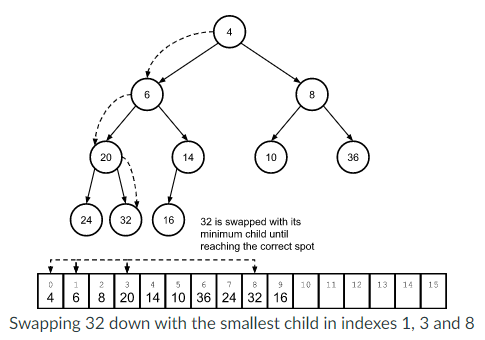 4
6 8
20 14 10 36
24 32 16
32 is swapped with its
minimum child until
reaching the correct spot
0 1 2 3 4 5 6 7 8 9 10 11 12 13 14 15
4 6 8 20 14 10 36 24 32 16
Swapping 32 down with the smallest child in indexes 1, 3 and 8